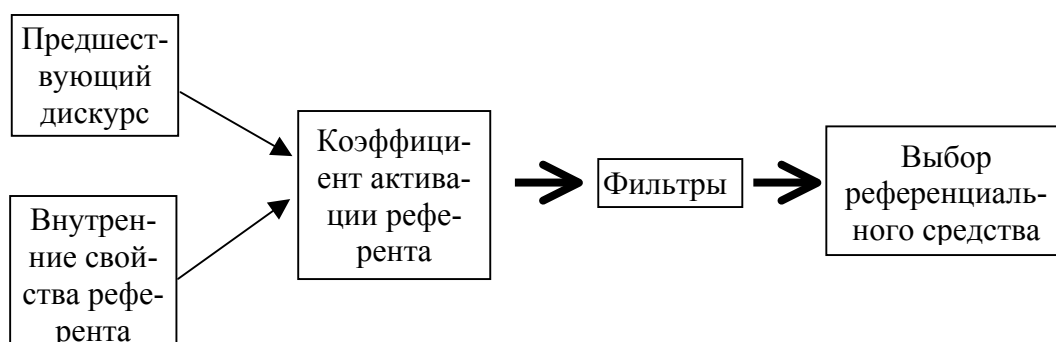 Предшест-
вующий
дискурс
Внутрен-
ние свой-
ства рефе-
рента
Коэффици-
ент актива-
ции рефе-
рента
Фильтры
Выбор
референциаль-
ного средства